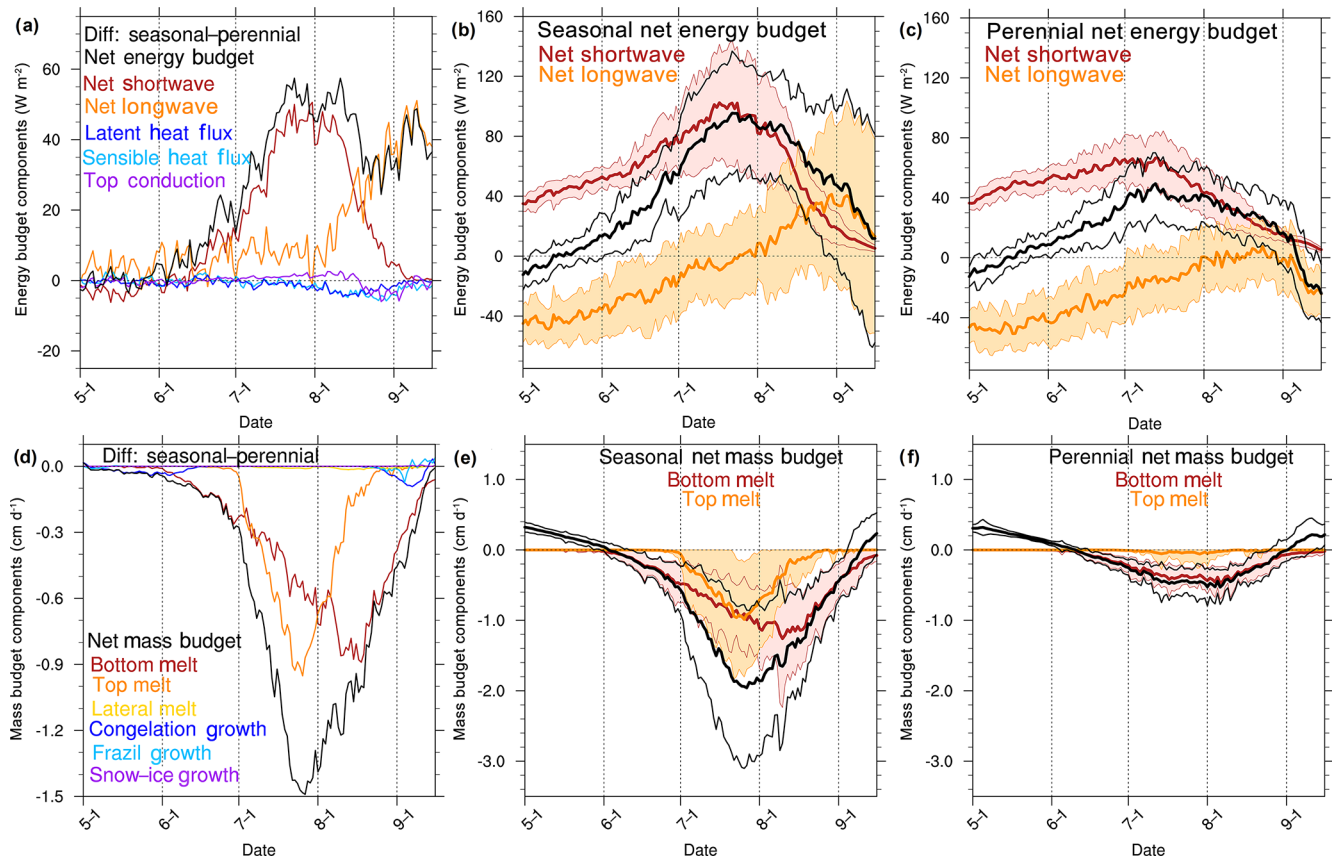 (a)
Diff: seasonal–perennial
Net energy budget
Net shortwave
Net longwave
Latent heat flux
Sensible heat flux
Top conduction
Energy budget components (W m⁻²)
60
40
20
0
-20
5-1
6-1
7-1
8-1
9-1
Date
(b)
Seasonal net energy budget
Net shortwave
Net longwave
Energy budget components (W m⁻²)
160
120
80
40
0
-40
5-1
6-1
7-1
8-1
9-1
Date
(c)
Perennial net energy budget
Net shortwave
Net longwave
Energy budget components (W m⁻²)
160
120
80
40
0
-40
5-1
6-1
7-1
8-1
9-1
Date
(d)
Diff: seasonal–perennial
Net mass budget
Bottom melt
Top melt
Lateral melt
Congelation growth
Frazil growth
Snow–ice growth
Mass budget components (cm d⁻¹)
0.0
-0.3
-0.6
-0.9
-1.2
-1.5
5-1
6-1
7-1
8-1
9-1
Date
(e)
Seasonal net mass budget
Bottom melt
Top melt
Mass budget components (cm d⁻¹)
1.0
0.0
-1.0
-2.0
-3.0
5-1
6-1
7-1
8-1
9-1
Date
(f)
Perennial net mass budget
Bottom melt
Top melt
Mass budget components (cm d⁻¹)
1.0
0.0
-1.0
-2.0
-3.0
5-1
6-1
7-1
8-1
9-1
Date